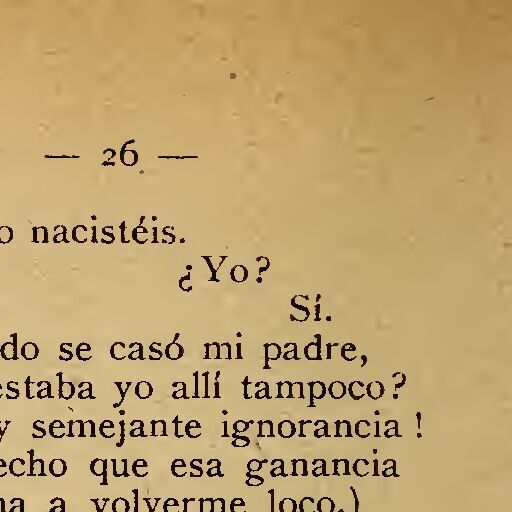 — 26 —
o nacistéis.
¿Yo?
Sí.
do se casó mi padre,
estaba yo allí tampoco?
y semejante ignorancia!
echo que esa ganancia
na a volverme loco.)